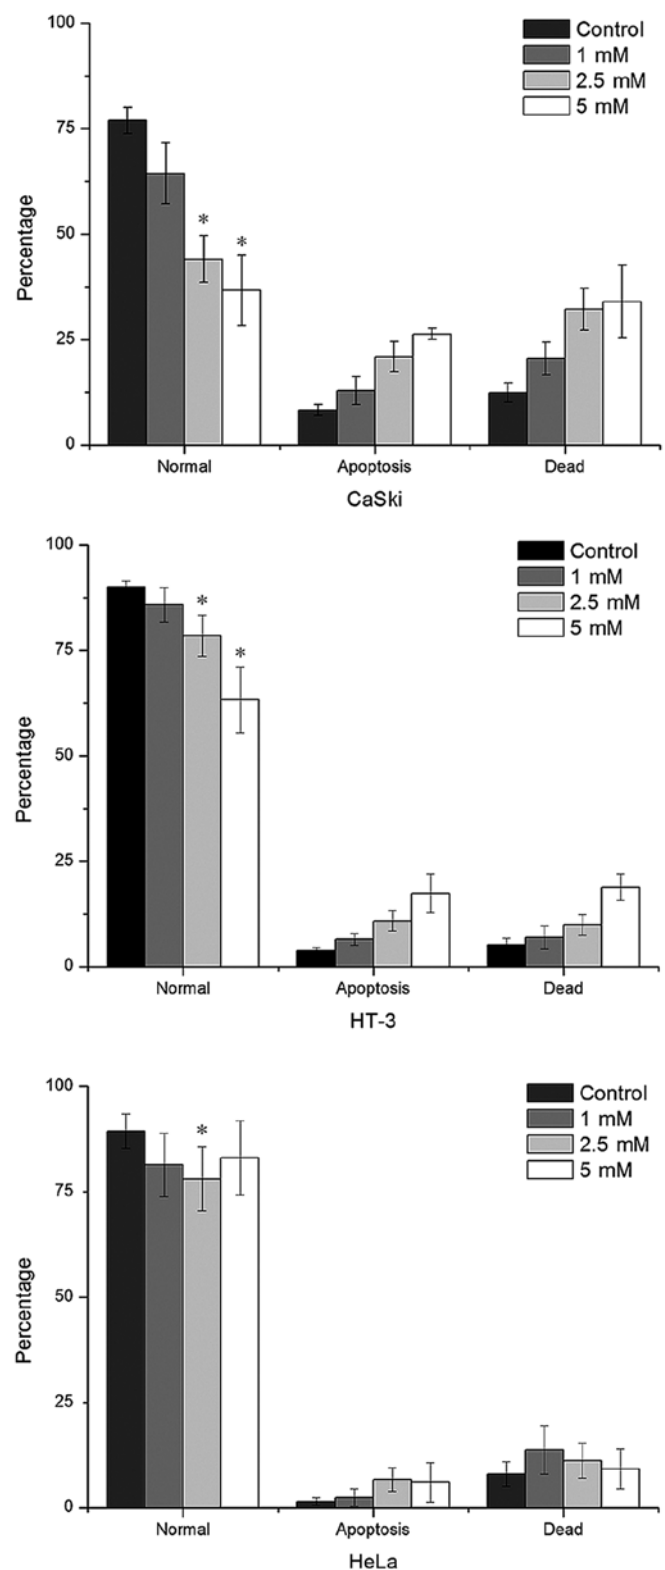 100
75
50
25
0
Percentage
Control
1 mM
2.5 mM
5 mM
*
*
Normal Apoptosis Dead
CaSki
100
75
50
25
0
Percentage
Control
1 mM
2.5 mM
5 mM
*
*
Normal Apoptosis Dead
HT-3
100
75
50
25
0
Percentage
Control
1 mM
2.5 mM
5 mM
*
Normal Apoptosis Dead
HeLa